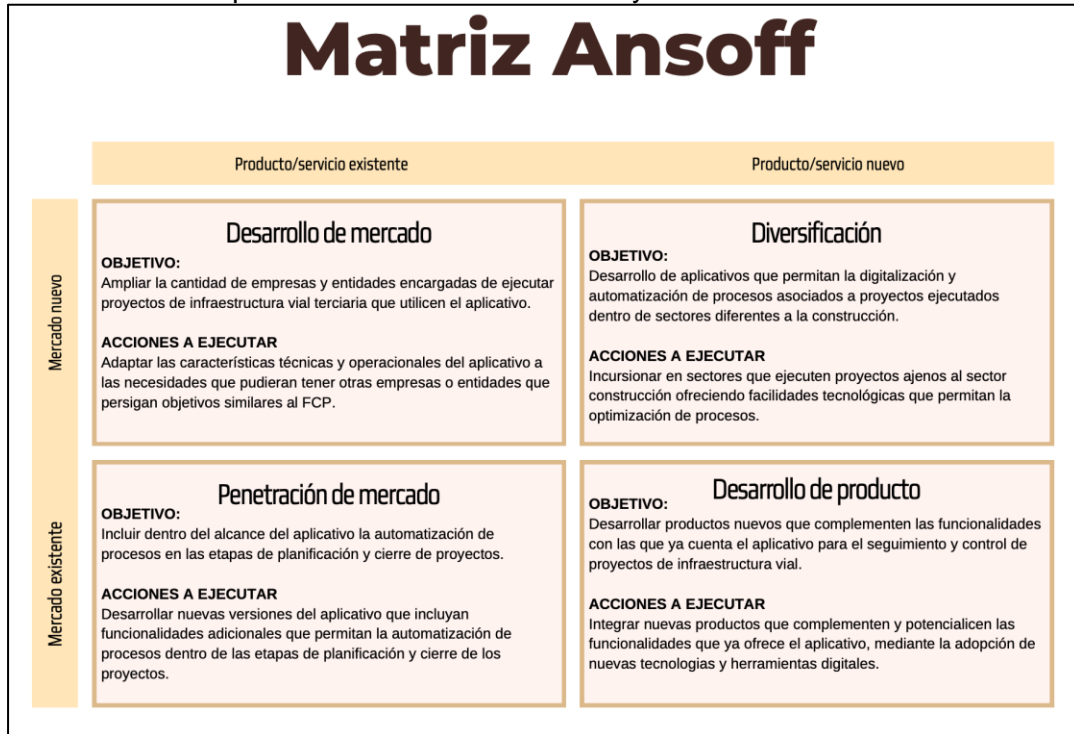 Matriz Ansoff
Producto/servicio existente
Producto/servicio nuevo
Mercado nuevo
Desarrollo de mercado
OBJETIVO:
Ampliar la cantidad de empresas y entidades encargadas de ejecutar
proyectos de infraestructura vial terciaria que utilicen el aplicativo.
ACCIONES A EJECUTAR
Adaptar las características técnicas y operacionales del aplicativo a
las necesidades que pudieran tener otras empresas o entidades que
persigan objetivos similares al FCP.
Diversificación
OBJETIVO:
Desarrollo de aplicativos que permitan la digitalización y
automatización de procesos asociados a proyectos ejecutados
dentro de sectores diferentes a la construcción.
ACCIONES A EJECUTAR
Incursionar en sectores que ejecuten proyectos ajenos al sector
construcción ofreciendo facilidades tecnológicas que permitan la
optimización de procesos.
Mercado existente
Penetración de mercado
OBJETIVO:
Incluir dentro del alcance del aplicativo la automatización de
procesos en las etapas de planificación y cierre de proyectos.
ACCIONES A EJECUTAR
Desarrollar nuevas versiones del aplicativo que incluyan
funcionalidades adicionales que permitan la automatización de
procesos dentro de las etapas de planificación y cierre de los
proyectos.
Desarrollo de producto
OBJETIVO:
Desarrollar productos nuevos que complementen las funcionalidades
con las que ya cuenta el aplicativo para el seguimiento y control de
proyectos de infraestructura vial.
ACCIONES A EJECUTAR
Integrar nuevas productos que complementen y potencialicen las
funcionalidades que ya ofrece el aplicativo, mediante la adopción de
nuevas tecnologias y herramientas digitales.